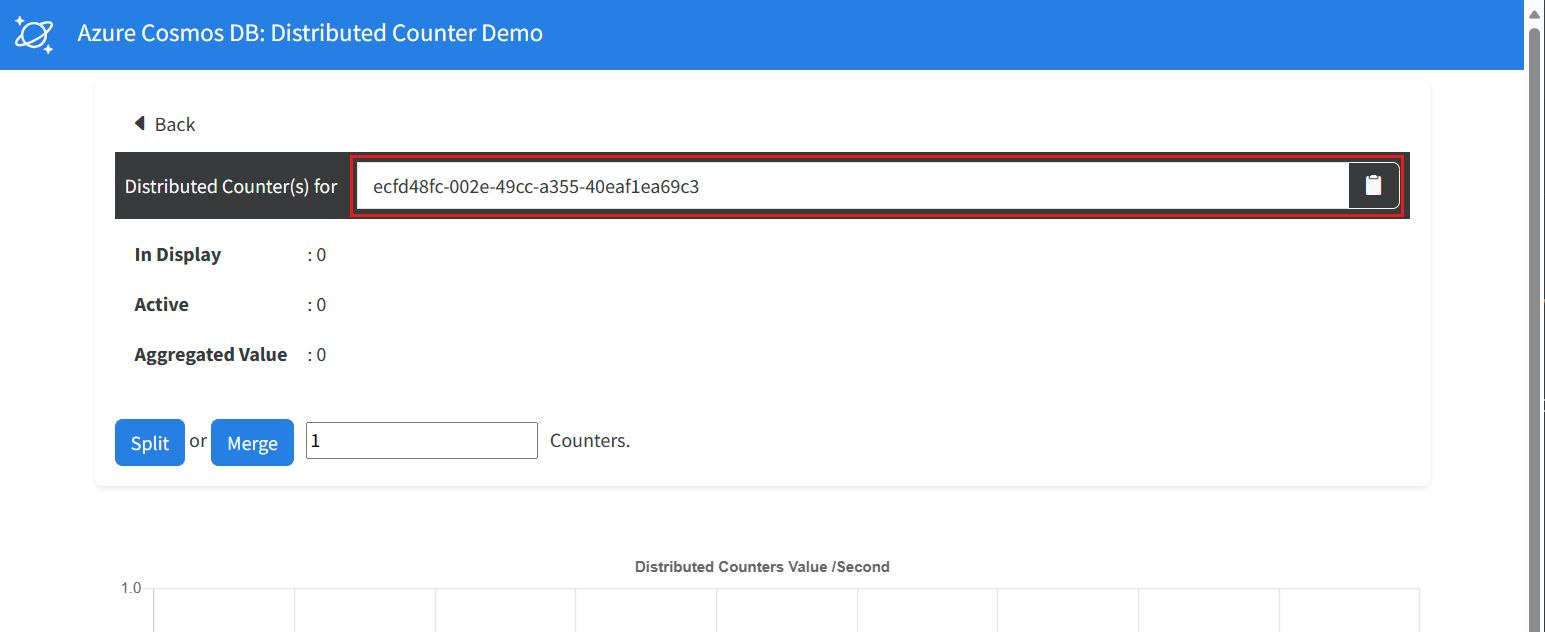 Azure Cosmos DB: Distributed Counter Demo
Back
Distributed Counter(s) for ecfd48fc-002e-49cc-a355-40eaf1ea69c3
In Display : 0
Active : 0
Aggregated Value : 0
Split or Merge 1 Counters.
Distributed Counters Value /Second
1.0